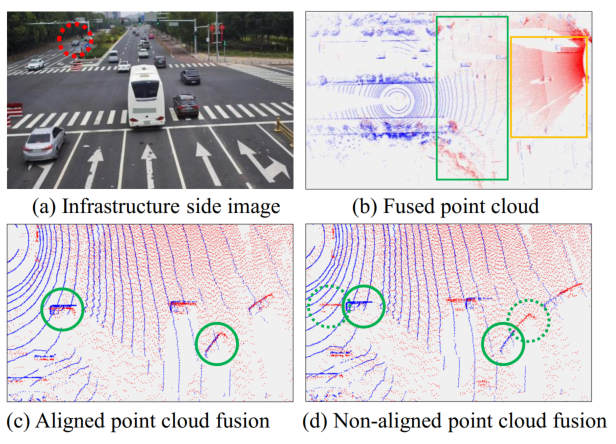 (a) Infrastructure side image
(b) Fused point cloud
(c) Aligned point cloud fusion
(d) Non-aligned point cloud fusion